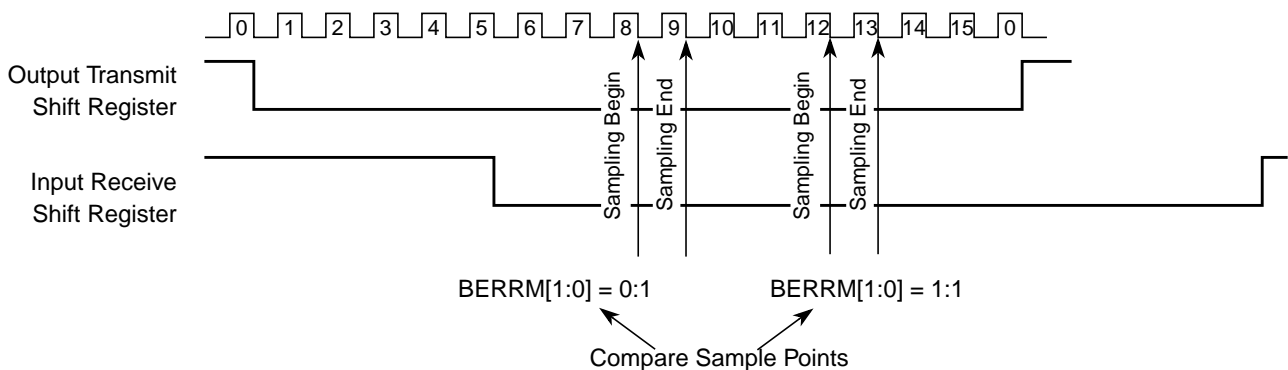 0 1 2 3 4 5 6 7 8 9 10 11 12 13 14 15 0
Output Transmit
Shift Register
Input Receive
Shift Register
Sampling Begin
Sampling End
Sampling Begin
Sampling End
BERRM[1:0] = 0:1
BERRM[1:0] = 1:1
Compare Sample Points